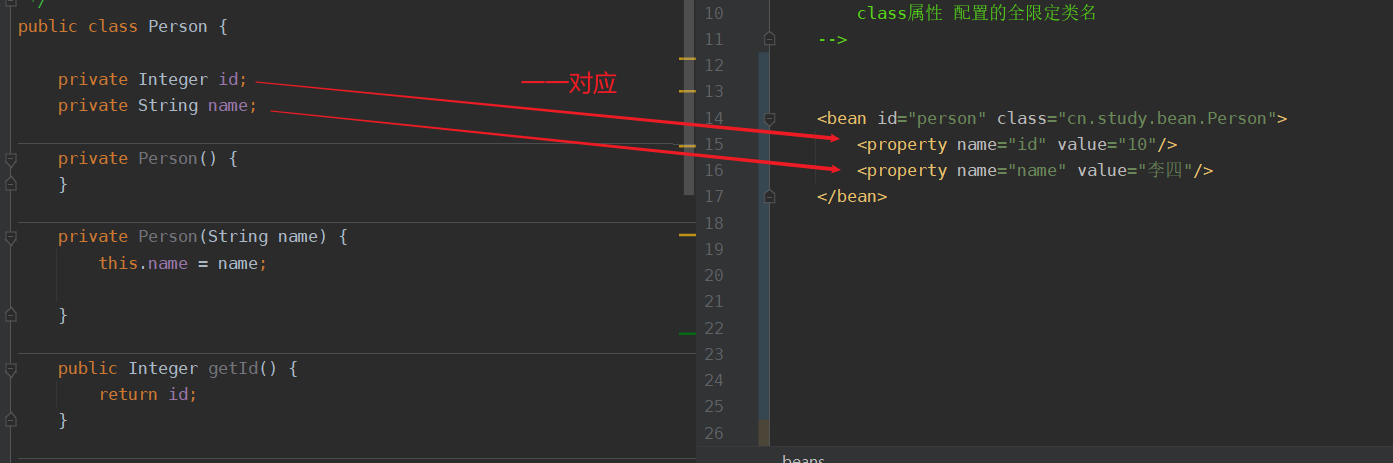 */
public class Person {
private Integer id;
private String name;
private Person() {
}
private Person(String name) {
this.name = name;
}
public Integer getId() {
return id;
}
一一对应
10 class属性 配置的全限定类名
11 -->
12
13
14 <bean id="person" class="cn.study.bean.Person">
15 <property name="id" value="10"/>
16 <property name="name" value="李四"/>
17 </bean>
18
19
20
21
22
23
24
25
26
beans